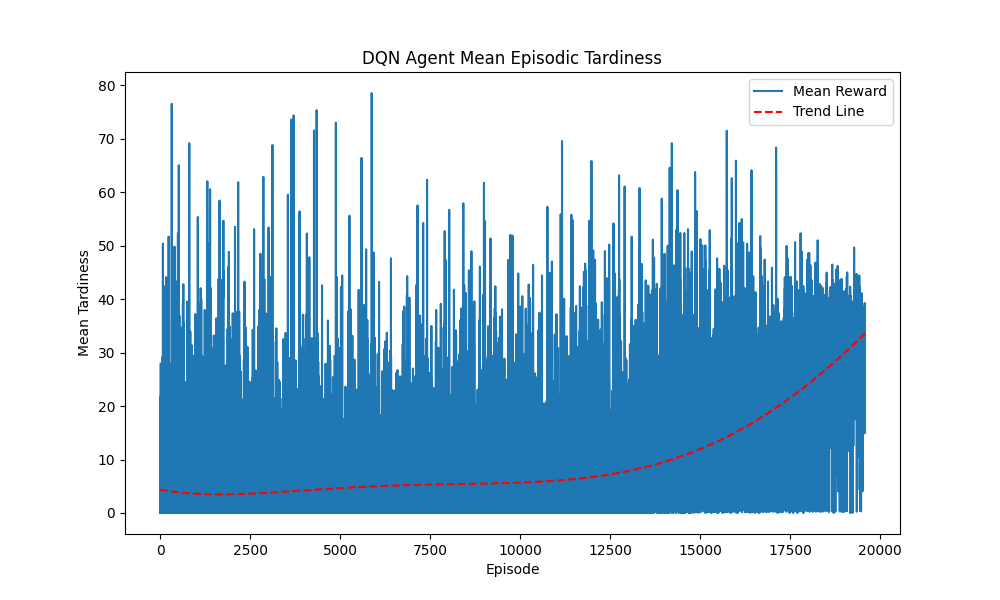 DQN Agent Mean Episodic Tardiness
Mean Reward
Trend Line
80
70
60
50
40
30
20
10
0
Mean Tardiness
0 2500 5000 7500 10000 12500 15000 17500 20000
Episode